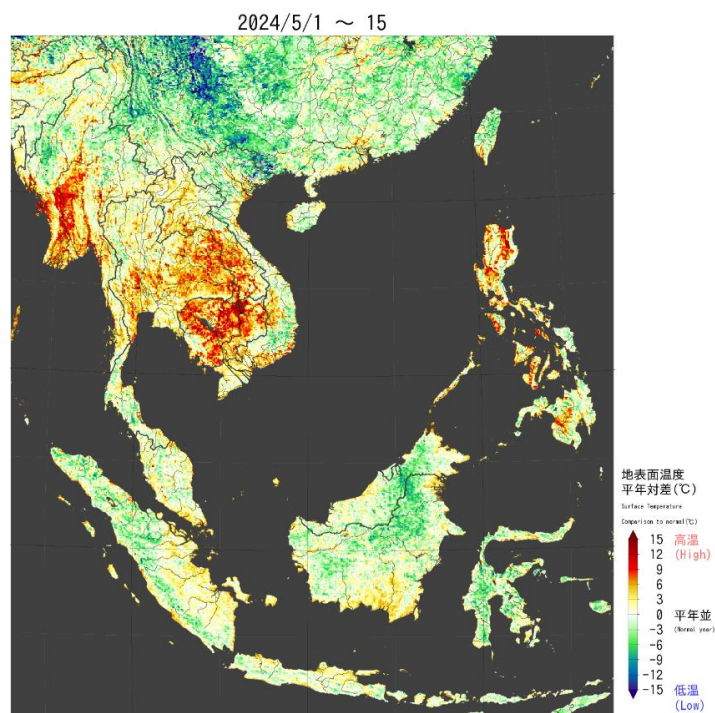 2024/5/1 ～ 15
地表面温度
平年対差(℃)
Surface Temperature
Comparison to normal(℃)
15
高温
12
(High)
9
6
3
0
平年並
(Normal year)
-3
-6
-9
-12
低温
-15
(Low)